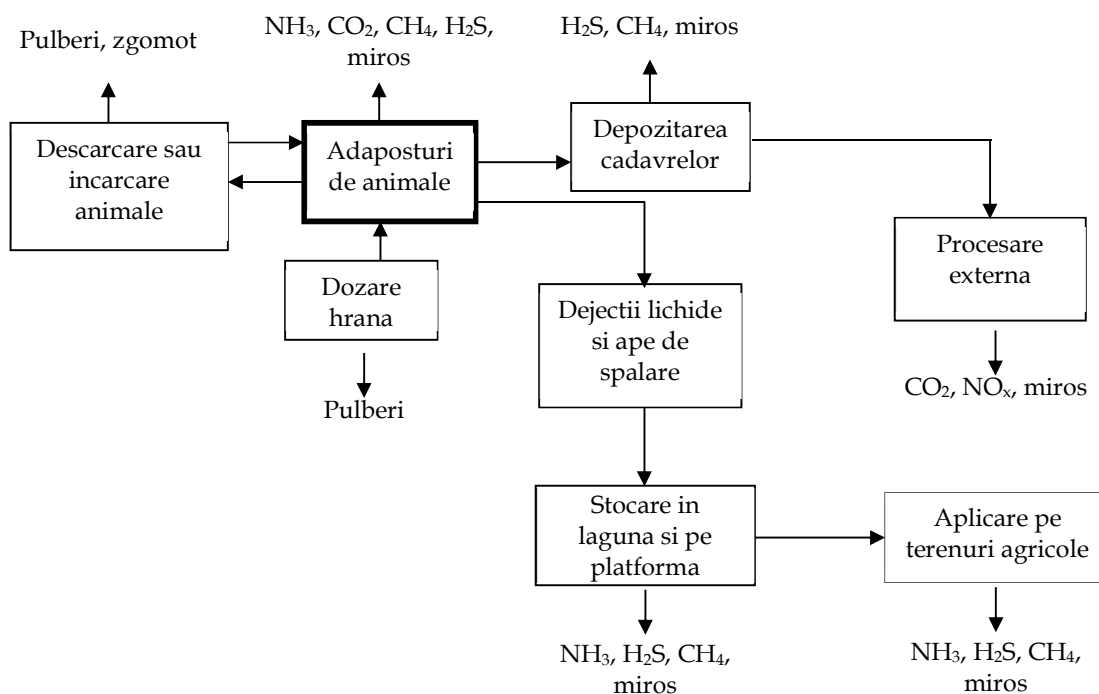 Pulberi, zgomot
NH₃, CO₂, CH₄, H₂S,
miros
H₂S, CH₄, miros
Descarcare sau
incarcare
animale
Adaposturi
de animale
Depozitarea
cadavrelor
Procesare
externa
Dozare
hrana
Dejectii lichide
si ape de
spalare
Pulberi
CO₂, NOₓ, miros
Stocare in
laguna si pe
platforma
Aplicare pe
terenuri agricole
NH₃, H₂S, CH₄,
miros
NH₃, H₂S, CH₄,
miros